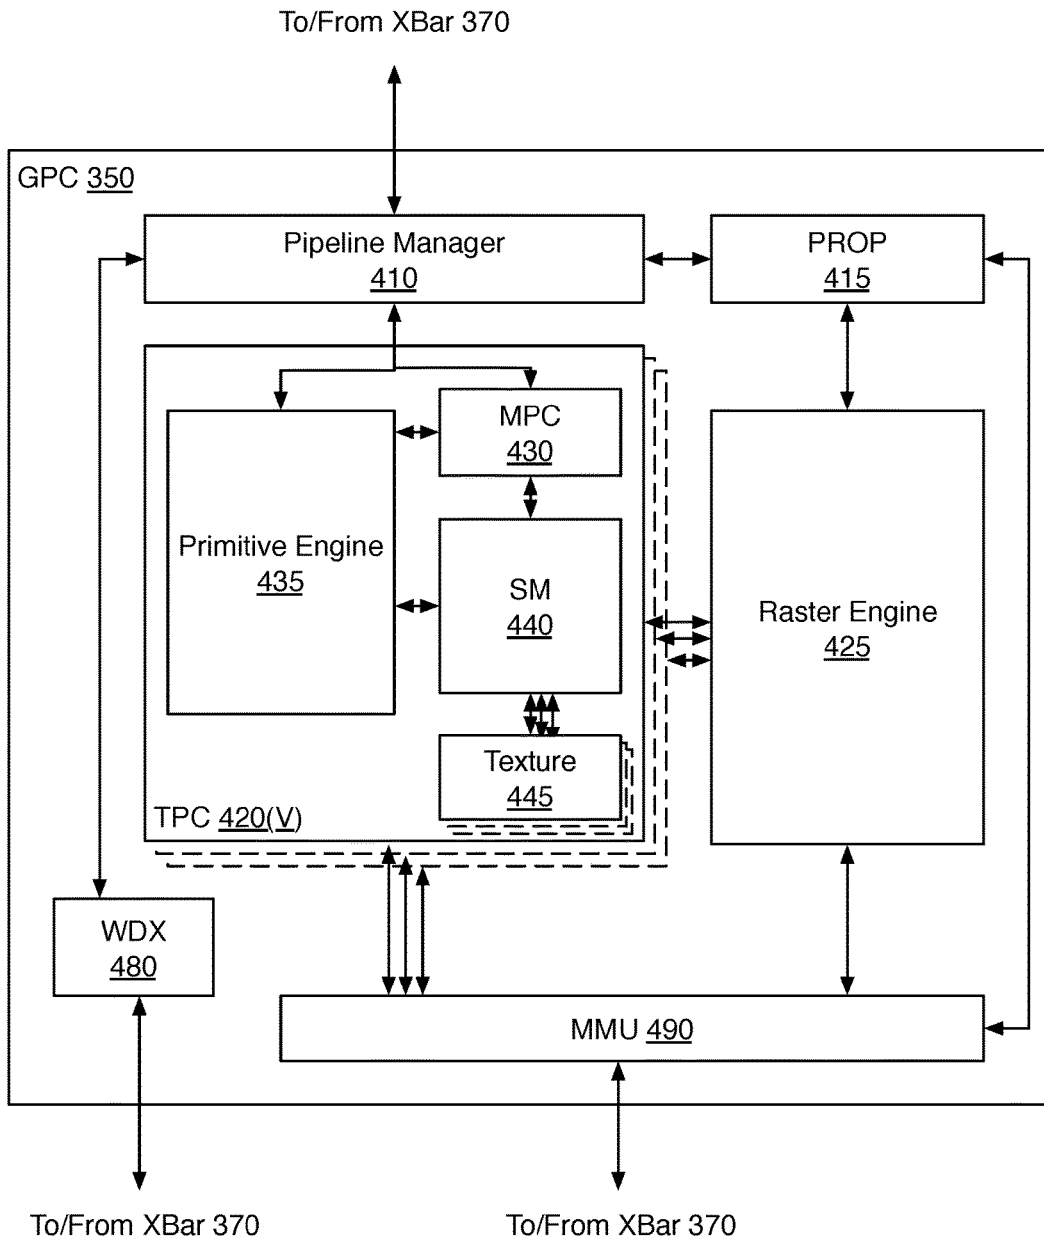 To/From XBar 370
GPC 350
Pipeline Manager
410
PROP
415
MPC
430
Primitive Engine
435
SM
440
Raster Engine
425
Texture
445
TPC 420(V)
WDX
480
MMU 490
To/From XBar 370
To/From XBar 370